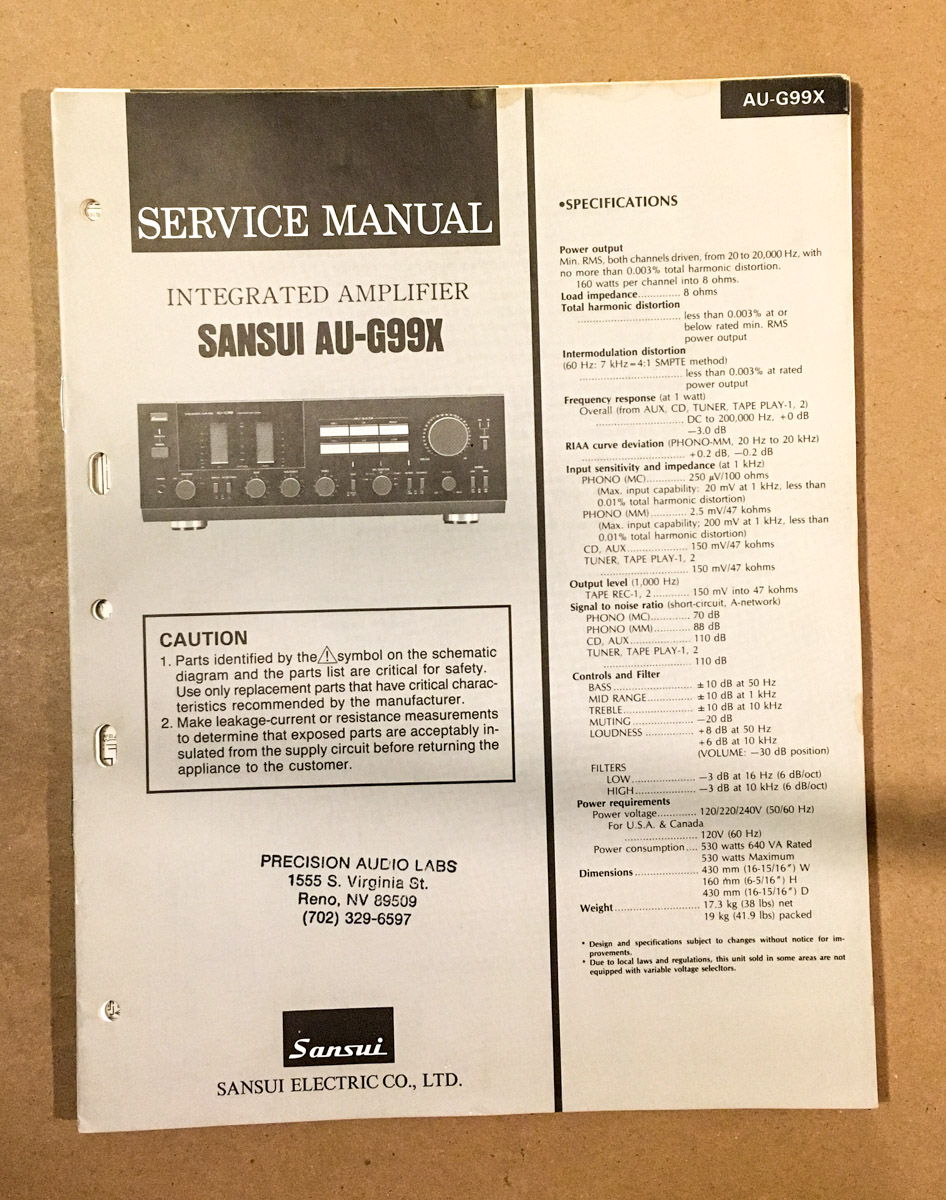 AU-G99X
SERVICE MANUAL
INTEGRATED AMPLIFIER
SANSUI AU-G99X
CAUTION
1. Parts identified by the ⚠ symbol on the schematic
diagram and the parts list are critical for safety.
Use only replacement parts that have critical charac-
teristics recommended by the manufacturer.
2. Make leakage-current or resistance measurements
to determine that exposed parts are acceptably in-
sulated from the supply circuit before returning the
appliance to the customer.
PRECISION AUDIO LABS
1555 S. Virginia St.
Reno, NV 89509
(702) 329-6597
Sansui
SANSUI ELECTRIC CO., LTD.
•SPECIFICATIONS
Power output
Min. RMS, both channels driven, from 20 to 20,000 Hz, with
no more than 0.003% total harmonic distortion.
160 watts per channel into 8 ohms.
Load impedance............. 8 ohms
Total harmonic distortion
............................... less than 0.003% at or
below rated min. RMS
power output
Intermodulation distortion
(60 Hz: 7 kHz=4:1 SMPTE method)
............................... less than 0.003% at rated
power output
Frequency response (at 1 watt)
Overall (from AUX, CD, TUNER, TAPE PLAY-1, 2)
............................ DC to 200,000 Hz, +0 dB
−3.0 dB
RIAA curve deviation (PHONO-MM, 20 Hz to 20 kHz)
............................... +0.2 dB, −0.2 dB
Input sensitivity and impedance (at 1 kHz)
PHONO (MC)............ 250 µV/100 ohms
(Max. input capability: 20 mV at 1 kHz, less than
0.01% total harmonic distortion)
PHONO (MM)........... 2.5 mV/47 kohms
(Max. input capability; 200 mV at 1 kHz, less than
0.01% total harmonic distortion)
CD, AUX.................... 150 mV/47 kohms
TUNER, TAPE PLAY-1, 2
........................... 150 mV/47 kohms
Output level (1,000 Hz)
TAPE REC-1, 2............ 150 mV into 47 kohms
Signal to noise ratio (short-circuit, A-network)
PHONO (MC)............ 70 dB
PHONO (MM)............ 88 dB
CD, AUX.................... 110 dB
TUNER, TAPE PLAY-1, 2
........................... 110 dB
Controls and Filter
BASS.......................... ±10 dB at 50 Hz
MID RANGE.............. ±10 dB at 1 kHz
TREBLE...................... ±10 dB at 10 kHz
MUTING.................... −20 dB
LOUDNESS ............... +8 dB at 50 Hz
+6 dB at 10 kHz
(VOLUME: −30 dB position)
FILTERS
LOW.................... −3 dB at 16 Hz (6 dB/oct)
HIGH................... −3 dB at 10 kHz (6 dB/oct)
Power requirements
Power voltage............ 120/220/240V (50/60 Hz)
For U.S.A. & Canada
....................... 120V (60 Hz)
Power consumption.... 530 watts 640 VA Rated
530 watts Maximum
Dimensions.................... 430 mm (16-15/16″) W
160 mm (6-5/16″) H
430 mm (16-15/16″) D
Weight........................... 17.3 kg (38 lbs) net
19 kg (41.9 lbs) packed
* Design and specifications subject to changes without notice for im-
provements.
* Due to local laws and regulations, this unit sold in some areas are not
equipped with variable voltage selecltors.